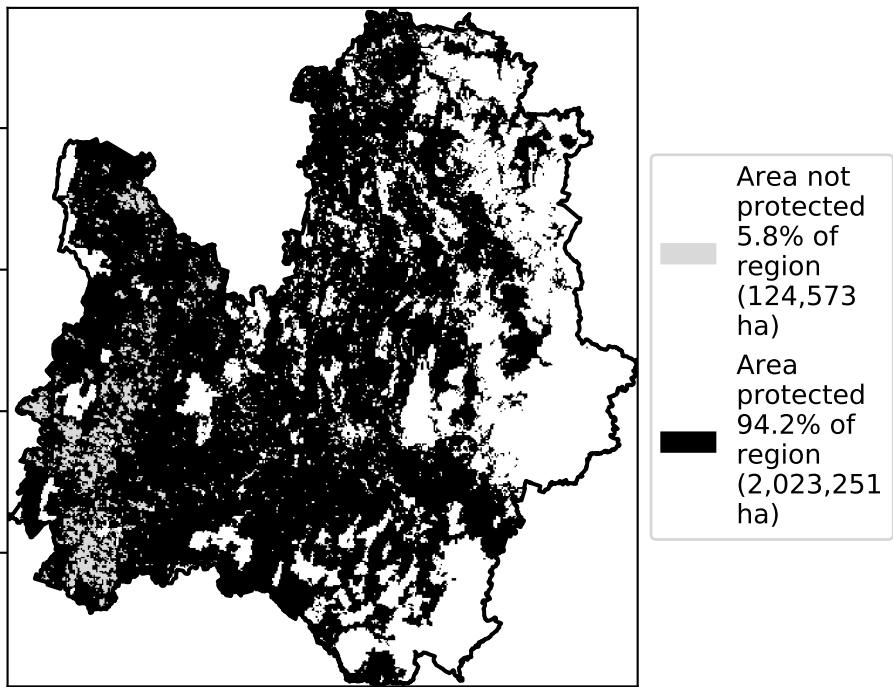 Area not
protected
5.8% of
region
(124,573
ha)
Area
protected
94.2% of
region
(2,023,251
ha)